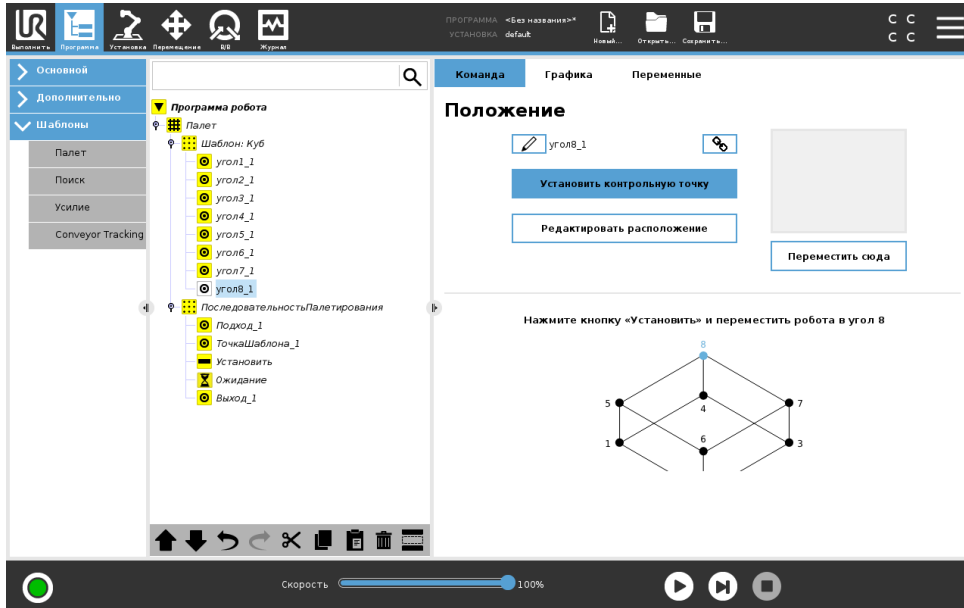 UR
Выполнить
Программа
Установка
Перемещение
В/В
Журнал
ПРОГРАММА <Без названия>*
УСТАНОВКА default
Новый...
Открыть...
Сохранить...
C C
C C
Основной
Дополнительно
Шаблоны
Палет
Поиск
Усилие
Conveyor Tracking
Программа робота
Палет
Шаблон: Куб
угол1_1
угол2_1
угол3_1
угол4_1
угол5_1
угол6_1
угол7_1
угол8_1
ПоследовательностьПалетирования
Подход_1
ТочкаШаблона_1
Установить
Ожидание
Выход_1
Команда
Графика
Переменные
Положение
угол8_1
Установить контрольную точку
Редактировать расположение
Переместить сюда
Нажмите кнопку «Установить» и переместить робота в угол 8
8
5
7
4
1
6
3
Скорость
100%